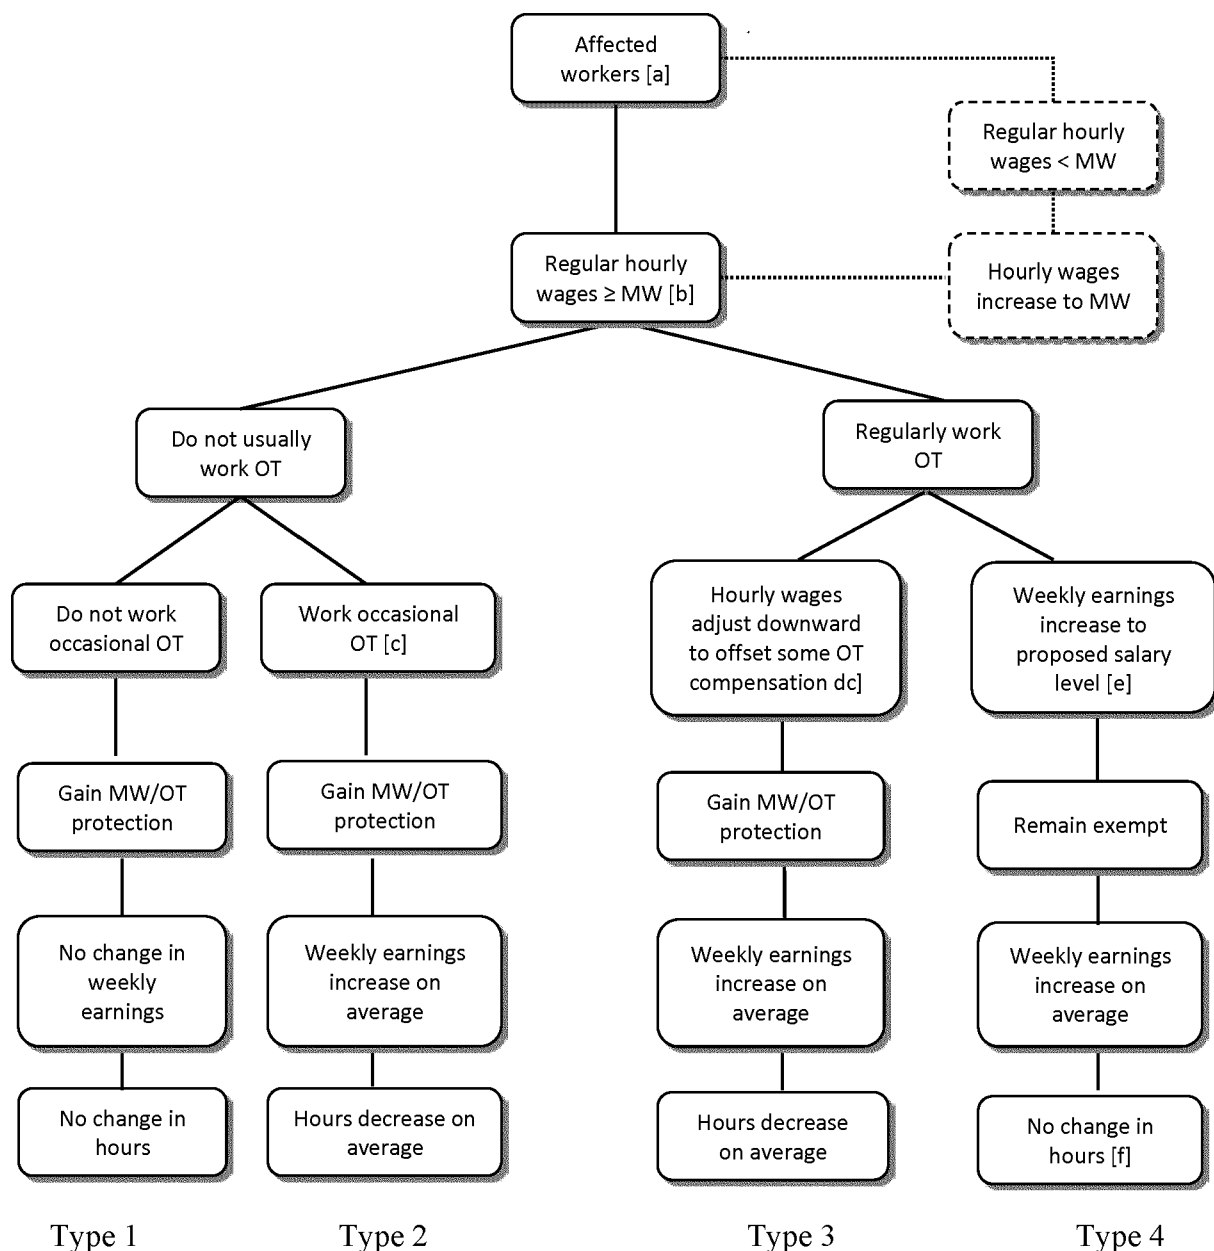 Affected
workers [a]
Regular hourly
wages < MW
Regular hourly
wages ≥ MW [b]
Hourly wages
increase to MW
Do not usually
work OT
Regularly work
OT
Do not work
occasional OT
Work occasional
OT [c]
Hourly wages
adjust downward
to offset some OT
compensation dc]
Weekly earnings
increase to
proposed salary
level [e]
Gain MW/OT
protection
Gain MW/OT
protection
Gain MW/OT
protection
Remain exempt
No change in
weekly
earnings
Weekly earnings
increase on
average
Weekly earnings
increase on
average
Weekly earnings
increase on
average
No change in
hours
Hours decrease on
average
Hours decrease
on average
No change in
hours [f]
Type 1
Type 2
Type 3
Type 4